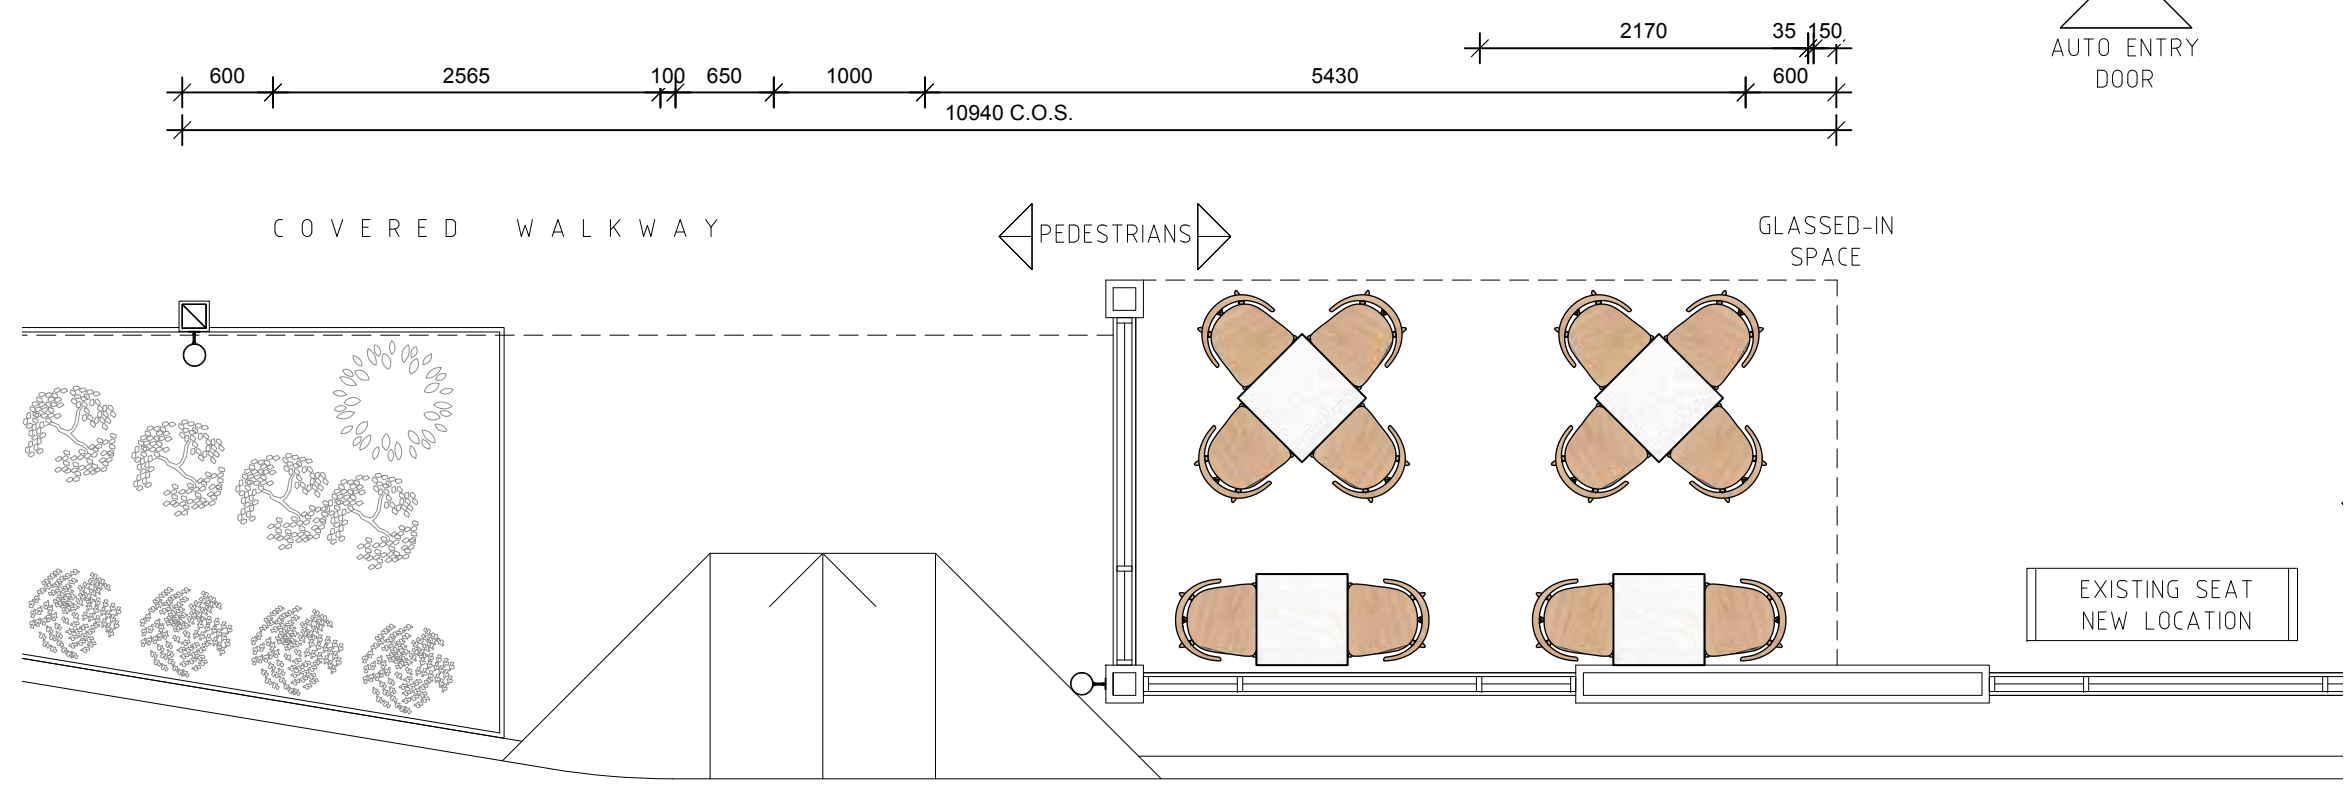 2170 35 150
AUTO ENTRY
DOOR
600 2565 100 650 1000 5430 600
10940 C.O.S.
COVERED WALKWAY
PEDESTRIANS
GLASSED-IN
SPACE
EXISTING SEAT
NEW LOCATION